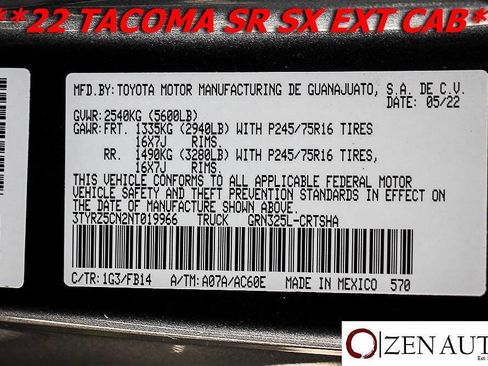 **22 TACOMA SR SX EXT CAB*
MFD. BY: TOYOTA MOTOR MANUFACTURING DE GUANAJUATO, S.A. DE C.V.
DATE: 05/22
GVWR: 2540KG (5600LB)
GAWR: FRT. 1335KG (2940LB) WITH P245/75R16 TIRES
16X7J RIMS.
RR. 1490KG (3280LB) WITH P245/75R16 TIRES,
16X7J RIMS.
THIS VEHICLE CONFORMS TO ALL APPLICABLE FEDERAL MOTOR
VEHICLE SAFETY AND THEFT PREVENTION STANDARDS IN EFFECT ON
THE DATE OF MANUFACTURE SHOWN ABOVE.
3TYRZ5CN2NT019966 TRUCK GRN325L-CRTSHA
C/TR: 1G3/FB14 A/TM: A07A/AC60E MADE IN MEXICO 570
ZEN AUT
Est.